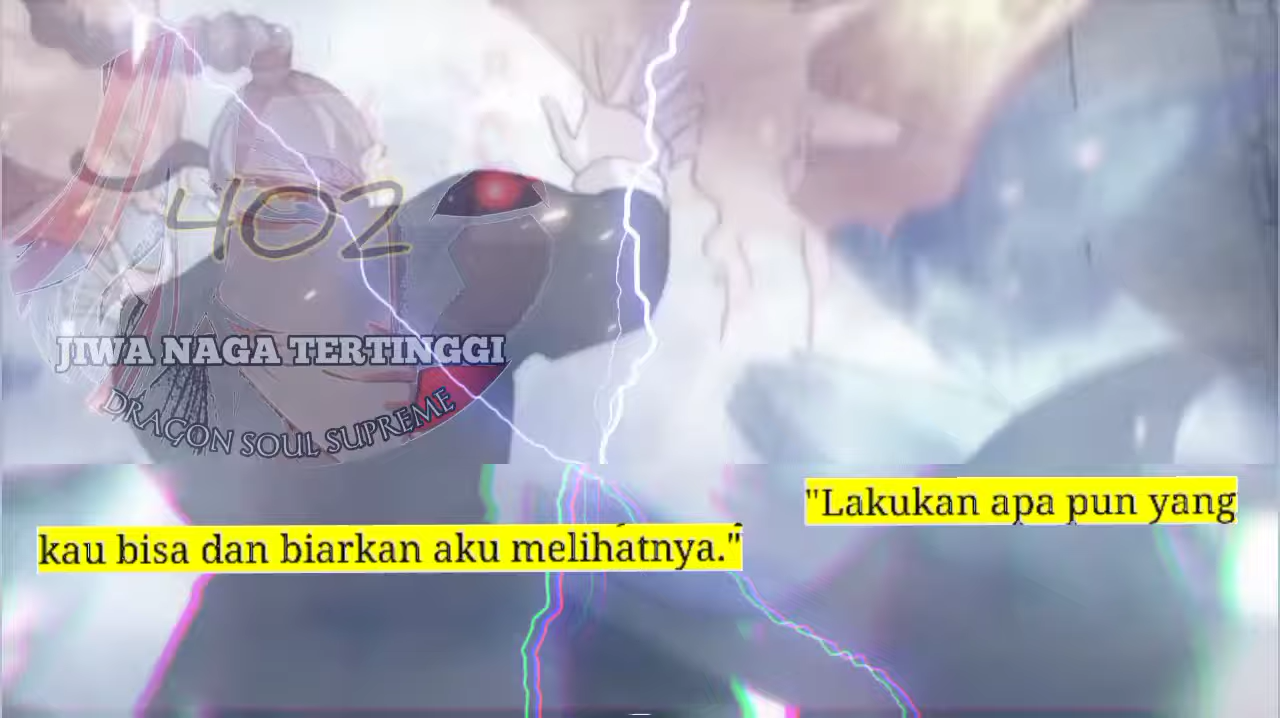 402
JIWA NAGA TERTINGGI
DRAGON SOUL SUPREME
"Lakukan apa pun yang
kau bisa dan biarkan aku melihatnya."